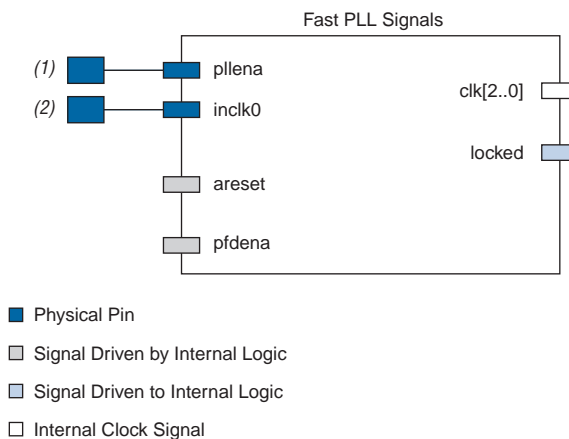 Fast PLL Signals
(1)
pllena
(2)
inclk0
clk[2..0]
locked
areset
pfdena
Physical Pin
Signal Driven by Internal Logic
Signal Driven to Internal Logic
Internal Clock Signal